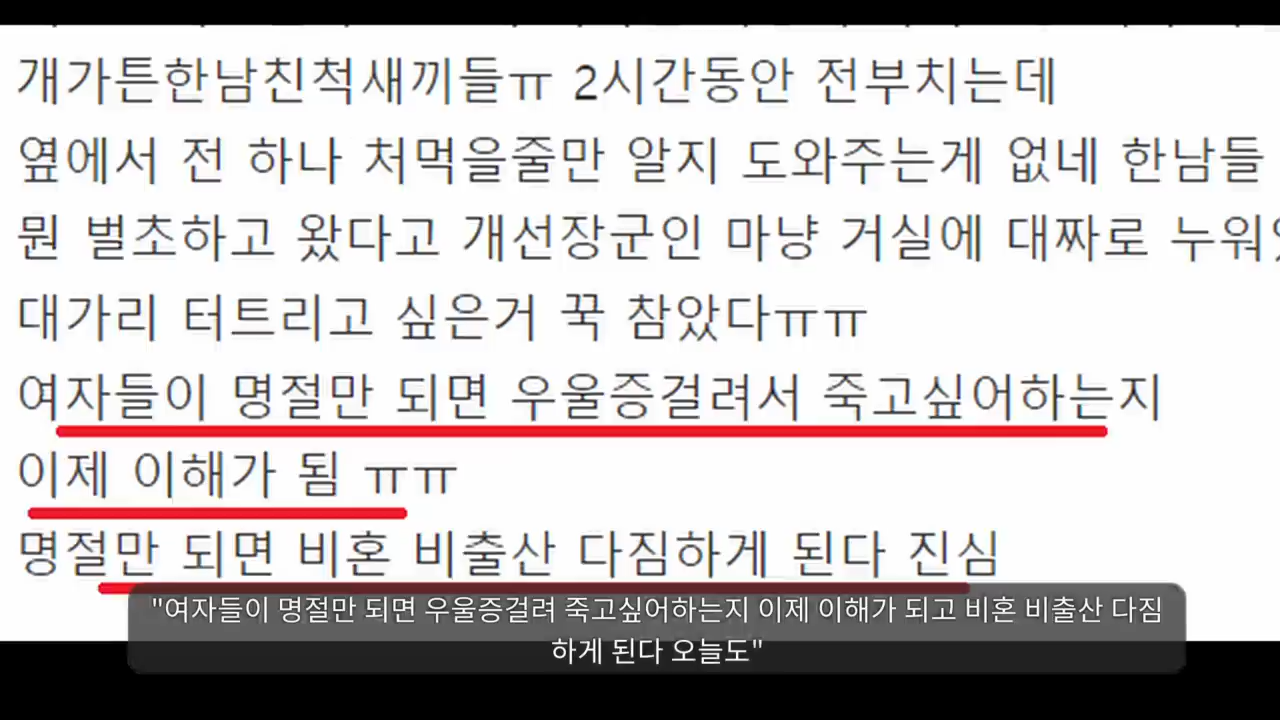 개가튼한남친척새끼들ㅠ 2시간동안 전부치는데
옆에서 전 하나 처먹을줄만 알지 도와주는게 없네 한남들
뭔 벌초하고 왔다고 개선장군인 마냥 거실에 대짜로
대가리 터트리고 싶은거 꾹 참았다ㅠㅠ
여자들이 명절만 되면 우울증걸려서 죽고싶어하는지
이제 이해가 됨 ㅠㅠ
명절만 되면 비혼 비출산 다짐하게 된다 진심
"여자들이 명절만 되면 우울증걸려 죽고싶어하는지 이제 이해가 되고 비혼 비출산 다짐
하게 된다 오늘도"